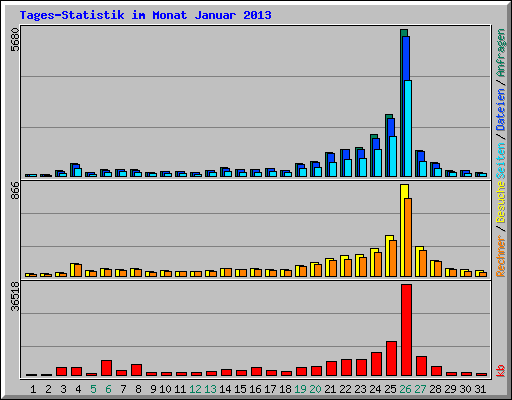 Tages-Statistik im Monat Januar 2013
5680
866
36518
Anfragen / Dateien / Seiten
Besuche / Rechner
kb
1 2 3 4 5 6 7 8 9 10 11 12 13 14 15 16 17 18 19 20 21 22 23 24 25 26 27 28 29 30 31